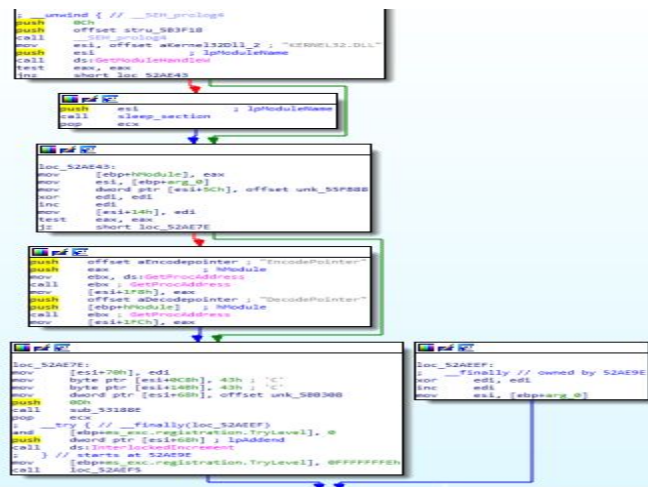 ; __unwind { // __SEH_prolog4
push 0Ch
push offset stru_5B3F18
call __SEH_prolog4
mov esi, offset aKernel32Dll_2 ; "KERNEL32.DLL"
push esi ; lpModuleName
call ds:GetModuleHandleW
test eax, eax
jnz short loc_52AE43
push esi ; lpModuleName
call sleep_section
pop ecx
loc_52AE43:
mov [ebp+hModule], eax
mov esi, [ebp+arg_0]
mov dword ptr [esi+5Ch], offset
xor edi, edi
inc edi
mov [esi+14h], edi
test eax, eax
jz short loc_52AE7E
push offset aEncodepointer ; "EncodePointer"
push eax ; hModule
mov ebx, ds:GetProcAddress
call ebx ; GetProcAddress
mov [esi+1F8h], eax
push offset aDecodepointer ; "DecodePointer"
push [ebp+hModule] ; hModule
call ebx ; GetProcAddress
mov [esi+1FCh], eax
loc_52AE7E:
mov [esi+70h], edi
mov byte ptr [esi+0C8h], 43h ; 'C'
mov byte ptr [esi+14Bh], 43h ; 'C'
mov dword ptr [esi+68h], offset
push 0Dh
call
pop ecx
; __try { // __finally(loc_52AEEF)
and [ebp+ms_exc.registration.TryLevel], 0
push dword ptr [esi+68h] ; lpAddend
call ds:InterlockedIncrement
; } // starts at 52AE9E
mov [ebp+ms_exc.registration.TryLevel], 0FFFFFFFEh
call loc_52AEF5
loc_52AEEF:
; __finally // owned by 52AE9E
xor edi, edi
inc edi
mov esi, [ebp+arg_0]